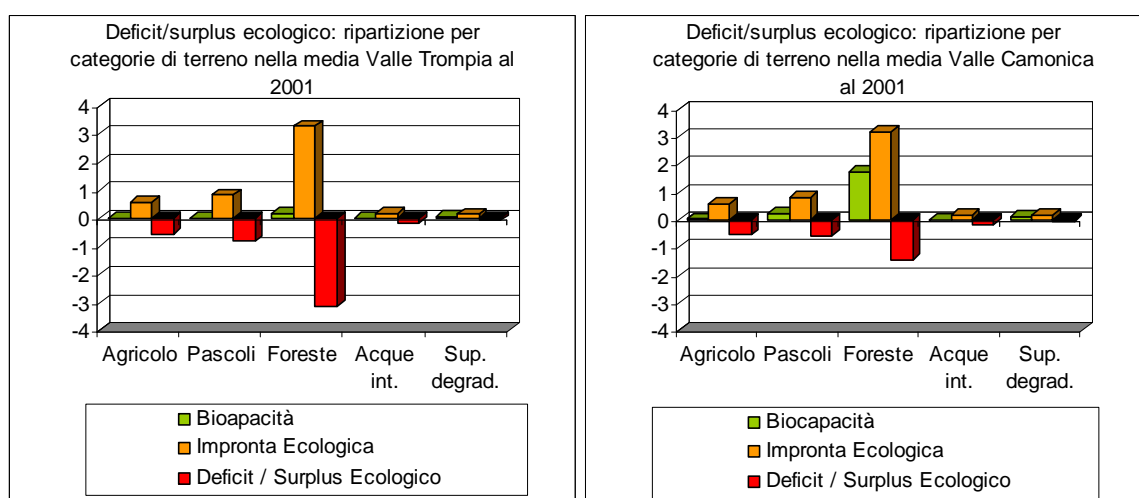 Deficit/surplus ecologico: ripartizione per
categorie di terreno nella media Valle Trompia al
2001
4
3
2
1
0
-1
-2
-3
-4
Agricolo Pascoli Foreste Acque int. Sup. degrad.
Bioapacità
Impronta Ecologica
Deficit / Surplus Ecologico
Deficit/surplus ecologico: ripartizione per
categorie di terreno nella media Valle Camonica
al 2001
4
3
2
1
0
-1
-2
-3
-4
Agricolo Pascoli Foreste Acque int. Sup. degrad.
Biocapacità
Impronta Ecologica
Deficit / Surplus Ecologico